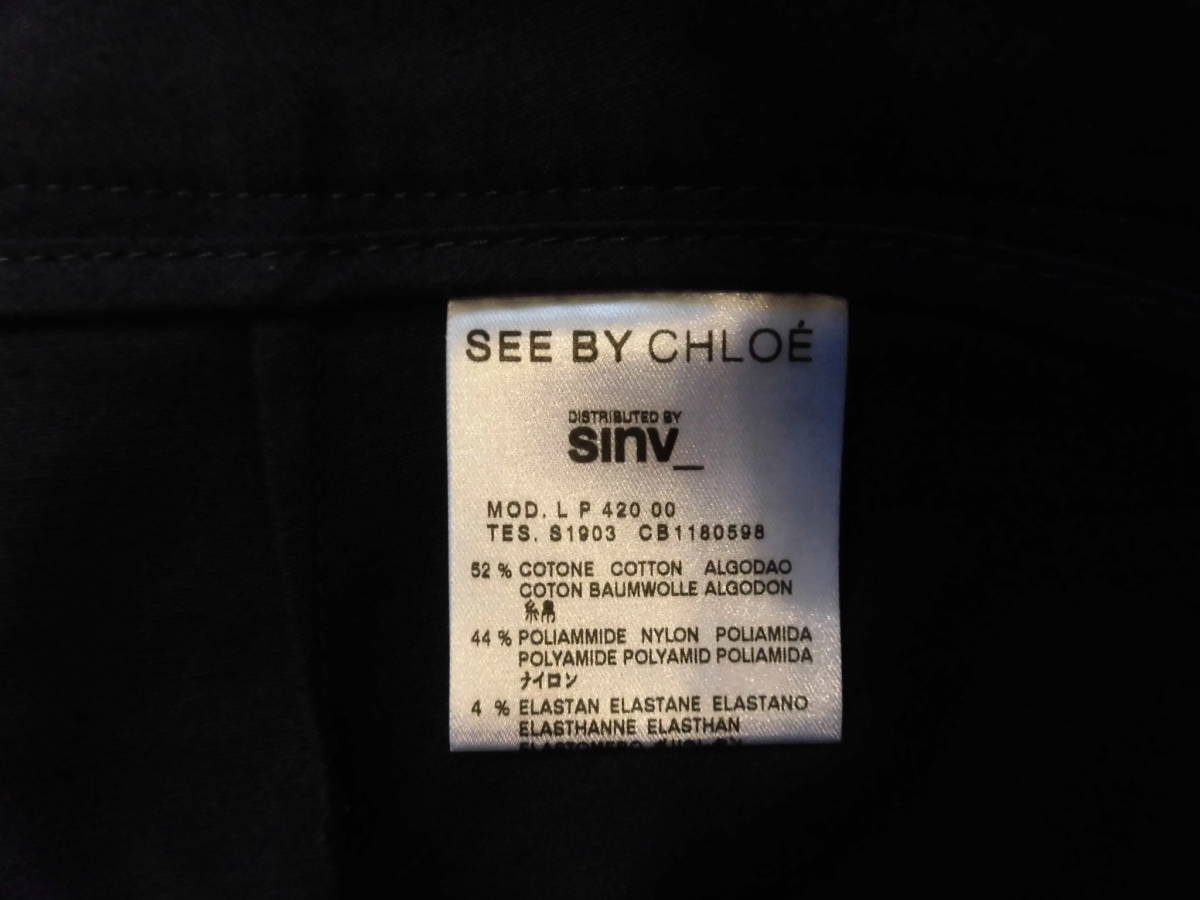 SEE BY CHLOÉ
DISTRIBUTED BY
sinv_
MOD. L P 420 00
TES. S1903 CB1180598
52 % COTONE COTTON ALGODAO
COTON BAUMWOLLE ALGODON
綿
44 % POLIAMMIDE NYLON POLIAMIDA
POLYAMIDE POLYAMID POLIAMIDA
ナイロン
4 % ELASTAN ELASTANE ELASTANO
ELASTHANNE ELASTHAN
ELASTOMERO